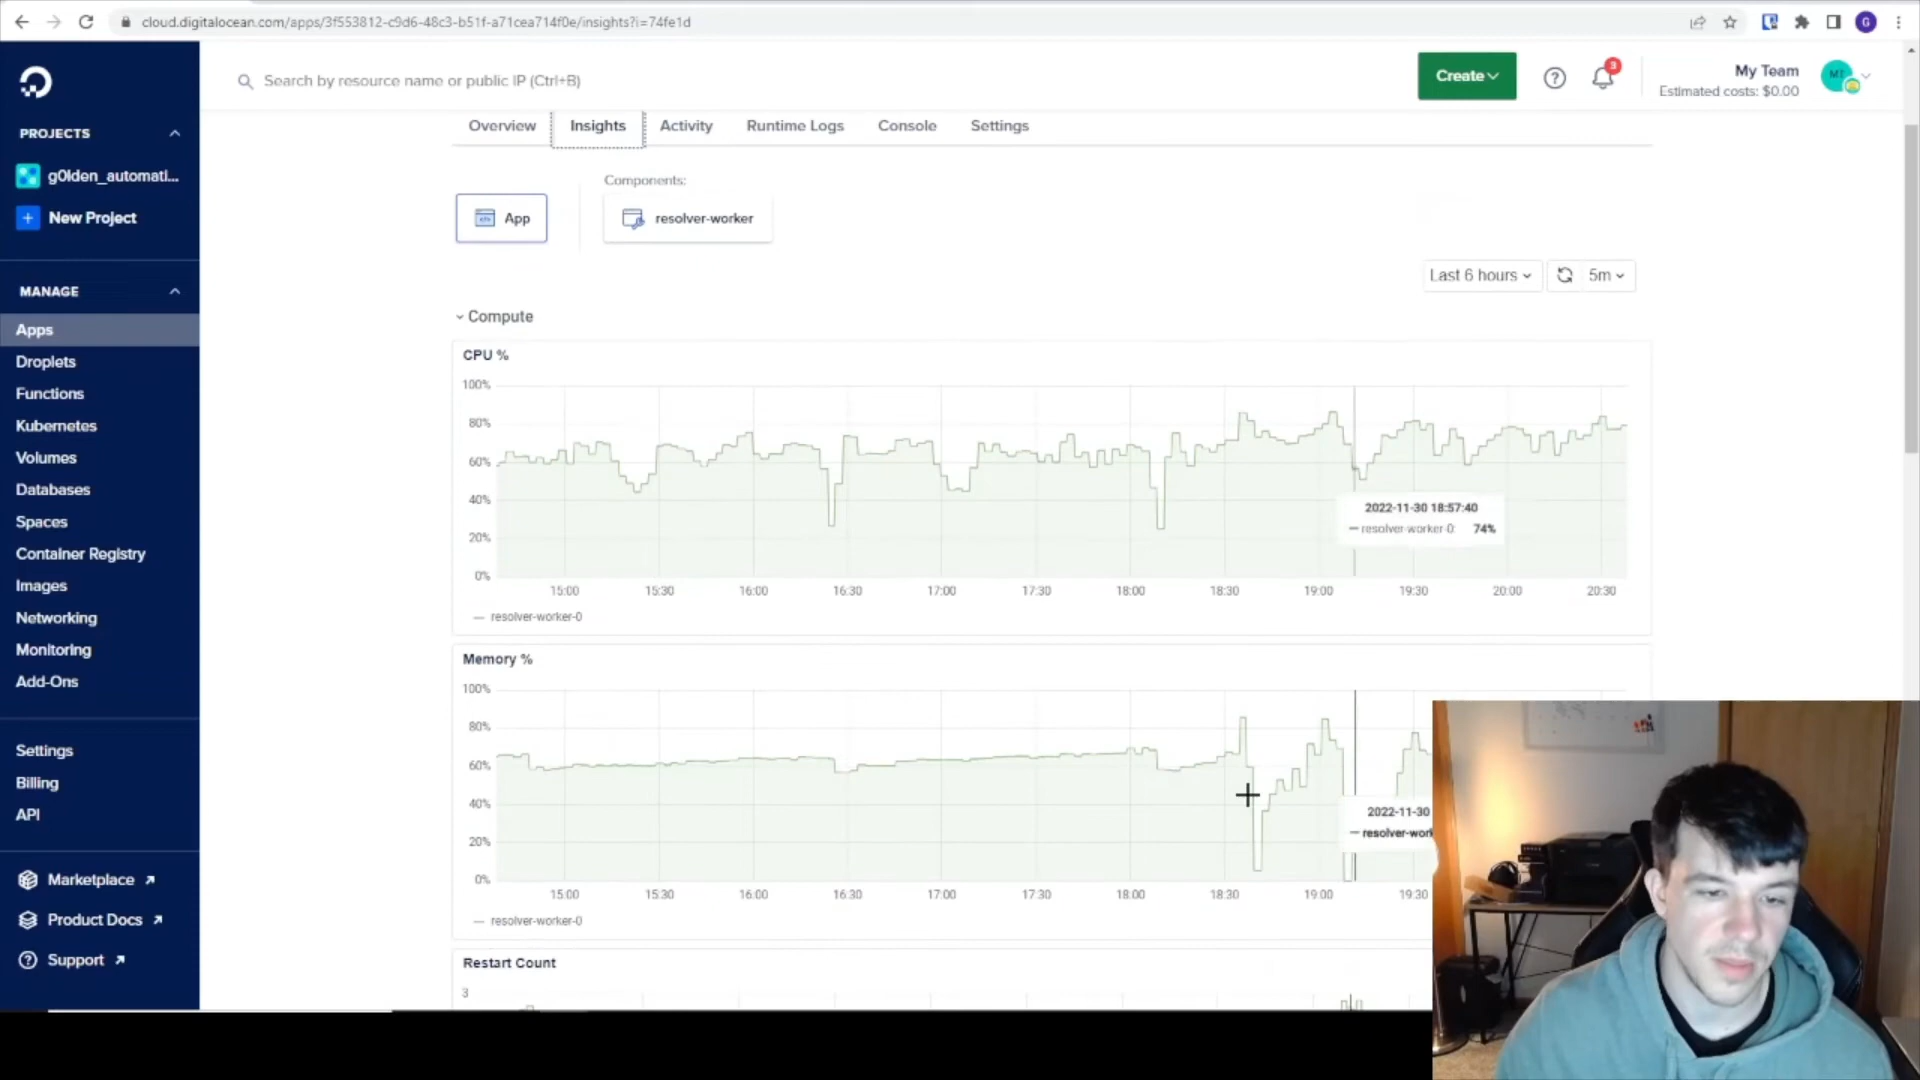 cloud.digitalocean.com/apps/3f553812-c9d6-48c3-b51f-a71cea714f0e/insights?i=74fe1d
G
Search by resource name or public IP (Ctrl+B)
Create
3
My Team
Estimated costs: $0.00
MT
PROJECTS
g0lden_automati...
+ New Project
MANAGE
Apps
Droplets
Functions
Kubernetes
Volumes
Databases
Spaces
Container Registry
Images
Networking
Monitoring
Add-Ons
Settings
Billing
API
Marketplace
Product Docs
Support
Overview
Insights
Activity
Runtime Logs
Console
Settings
Components:
App
resolver-worker
Last 6 hours
5m
Compute
CPU %
100%
80%
60%
40%
20%
0%
15:00 15:30 16:00 16:30 17:00 17:30 18:00 18:30 19:00 19:30 20:00 20:30
2022-11-30 18:57:40
resolver-worker-0: 74%
resolver-worker-0
Memory %
100%
80%
60%
40%
20%
0%
15:00 15:30 16:00 16:30 17:00 17:30 18:00 18:30 19:00 19:30
2022-11-30
resolver-worker-0
Restart Count
3